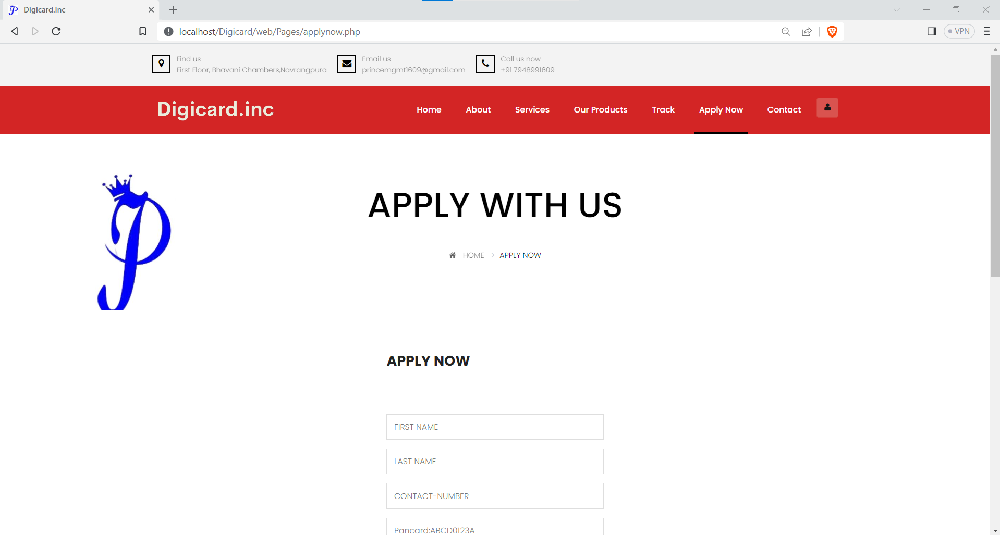 Digicard.inc
localhost/Digicard/web/Pages/applynow.php
VPN
Find us
First Floor, Bhavani Chambers,Navrangpura
Email us
princemgmt1609@gmail.com
Call us now
+91 7948991609
Digicard.inc
Home About Services Our Products Track Apply Now Contact
APPLY WITH US
HOME > APPLY NOW
APPLY NOW
FIRST NAME
LAST NAME
CONTACT-NUMBER
Pancard:ABCD0123A